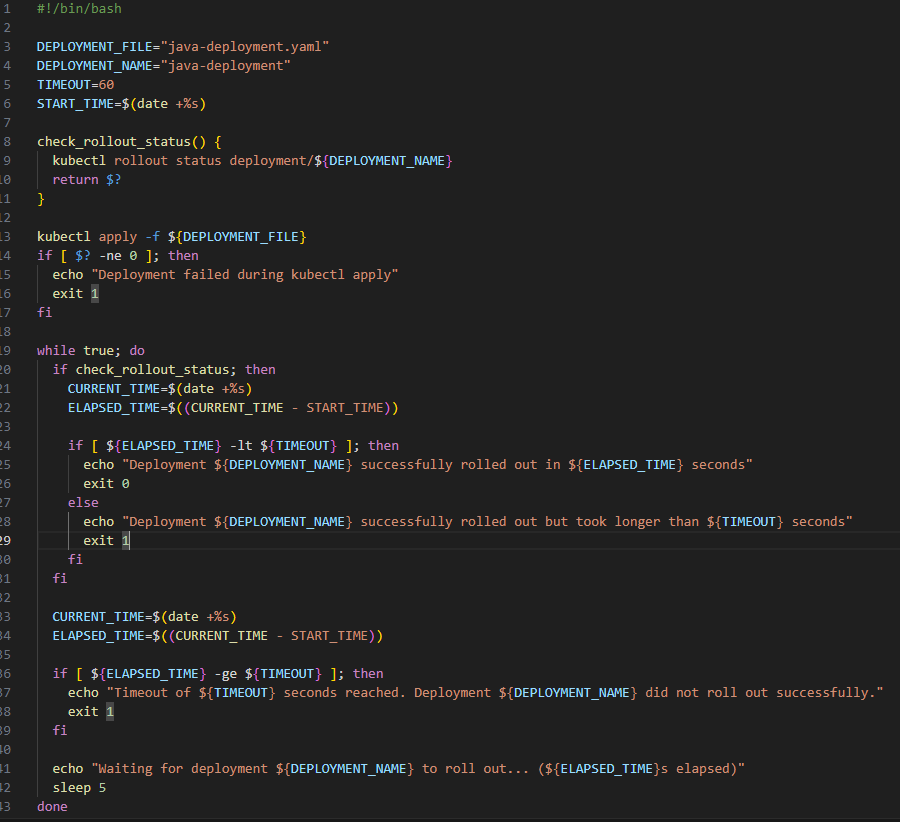 1 #!/bin/bash
2
3 DEPLOYMENT_FILE="java-deployment.yaml"
4 DEPLOYMENT_NAME="java-deployment"
5 TIMEOUT=60
6 START_TIME=$(date +%s)
7
8 check_rollout_status() {
9 kubectl rollout status deployment/${DEPLOYMENT_NAME}
10 return $?
11 }
12
13 kubectl apply -f ${DEPLOYMENT_FILE}
14 if [ $? -ne 0 ]; then
15 echo "Deployment failed during kubectl apply"
16 exit 1
17 fi
18
19 while true; do
20 if check_rollout_status; then
21 CURRENT_TIME=$(date +%s)
22 ELAPSED_TIME=$((CURRENT_TIME - START_TIME))
23
24 if [ ${ELAPSED_TIME} -lt ${TIMEOUT} ]; then
25 echo "Deployment ${DEPLOYMENT_NAME} successfully rolled out in ${ELAPSED_TIME} seconds"
26 exit 0
27 else
28 echo "Deployment ${DEPLOYMENT_NAME} successfully rolled out but took longer than ${TIMEOUT} seconds"
29 exit 1
30 fi
31 fi
32
33 CURRENT_TIME=$(date +%s)
34 ELAPSED_TIME=$((CURRENT_TIME - START_TIME))
35
36 if [ ${ELAPSED_TIME} -ge ${TIMEOUT} ]; then
37 echo "Timeout of ${TIMEOUT} seconds reached. Deployment ${DEPLOYMENT_NAME} did not roll out successfully."
38 exit 1
39 fi
40
41 echo "Waiting for deployment ${DEPLOYMENT_NAME} to roll out... (${ELAPSED_TIME}s elapsed)"
42 sleep 5
43 done